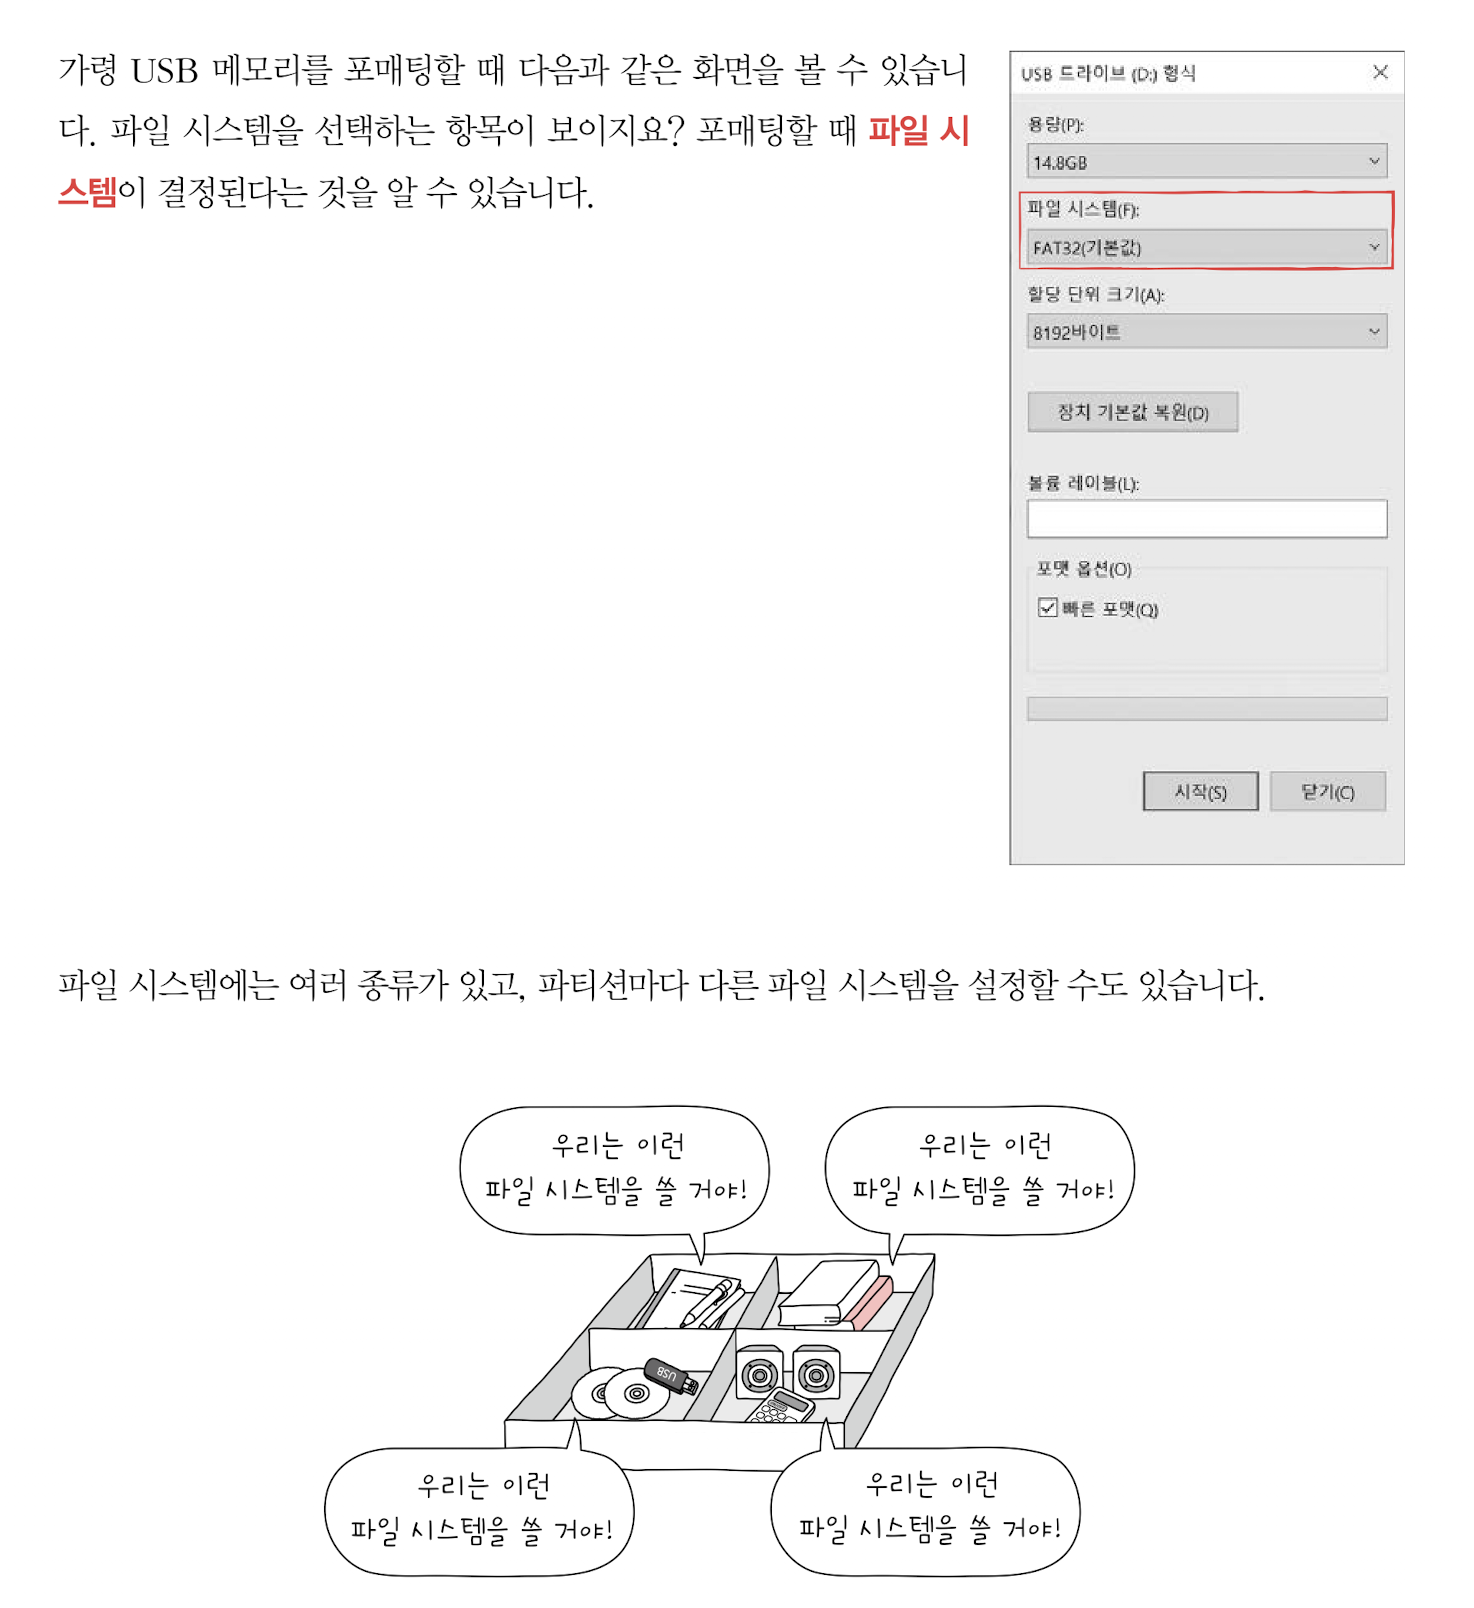 가령 USB 메모리를 포매팅할 때 다음과 같은 화면을 볼 수 있습니
다. 파일 시스템을 선택하는 항목이 보이지요? 포매팅할 때 파일 시
스템이 결정된다는 것을 알 수 있습니다.
USB 드라이브 (D:) 형식
용량(P):
14.8GB
파일 시스템(F):
FAT32(기본값)
할당 단위 크기(A):
8192바이트
장치 기본값 복원(D)
볼륨 레이블(L):
포맷 옵션(O)
빠른 포맷(Q)
시작(S)
닫기(C)
파일 시스템에는 여러 종류가 있고, 파티션마다 다른 파일 시스템을 설정할 수도 있습니다.
우리는 이런
파일 시스템을 쓸 거야!
우리는 이런
파일 시스템을 쓸 거야!
USB
우리는 이런
파일 시스템을 쓸 거야!
우리는 이런
파일 시스템을 쓸 거야!